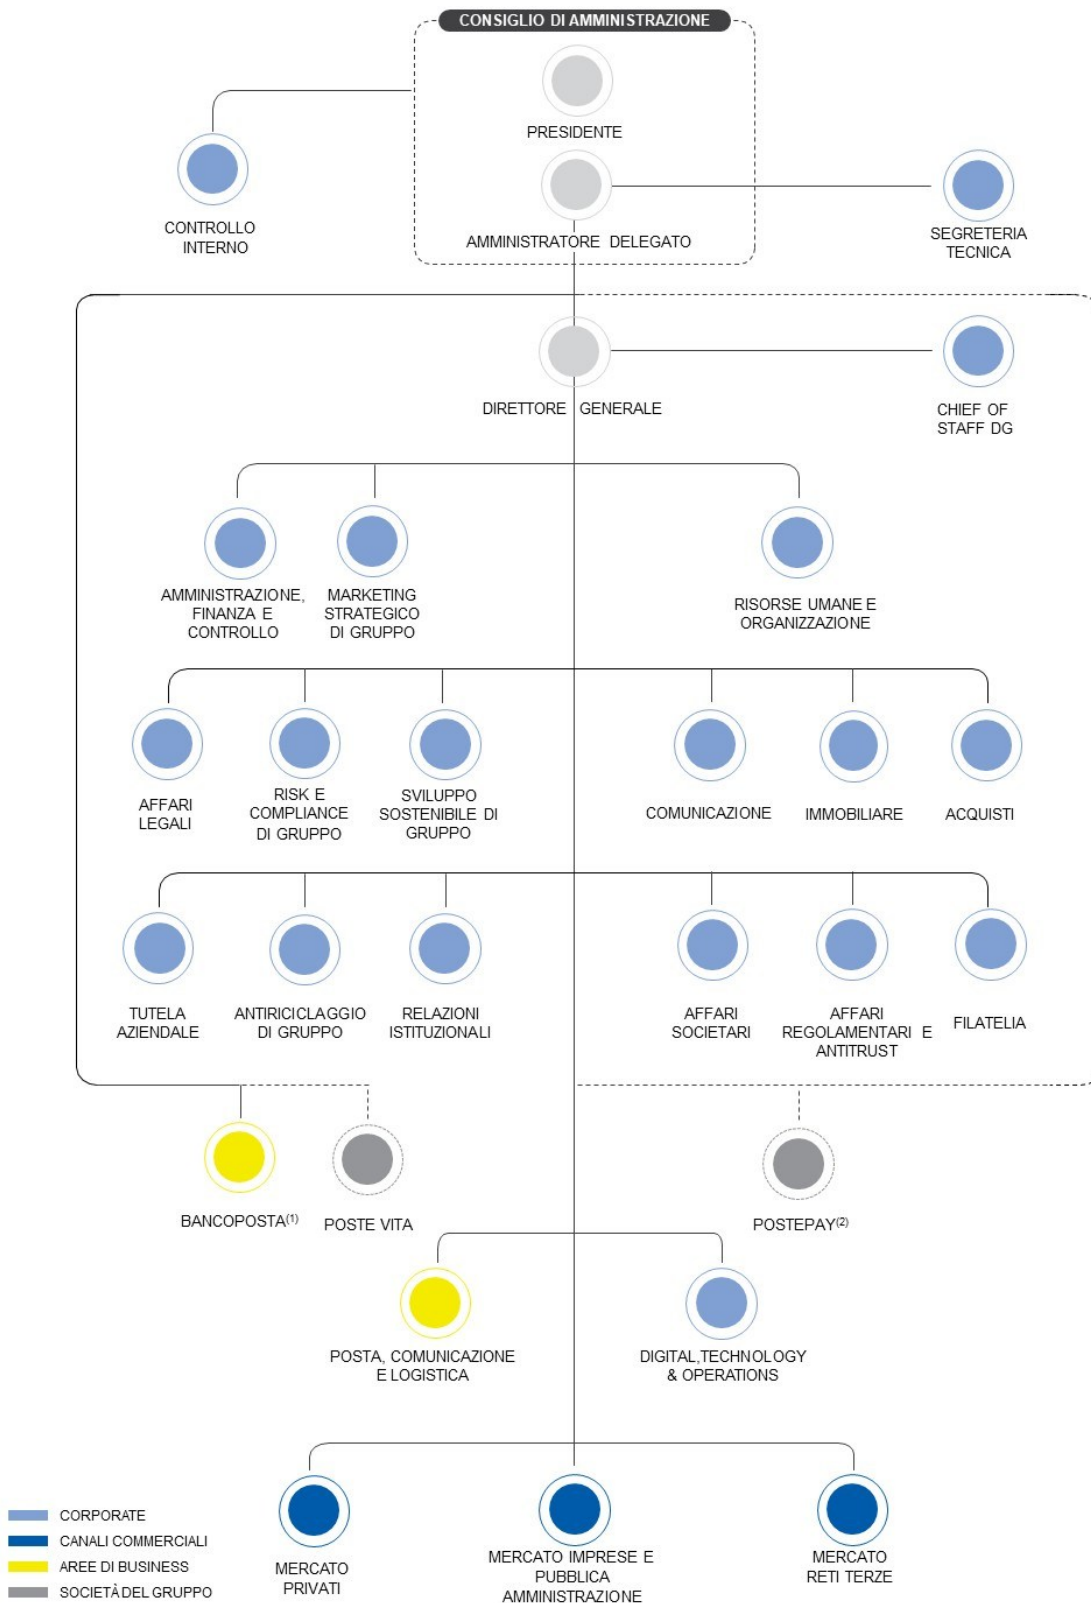 CONSIGLIO DI AMMINISTRAZIONE
PRESIDENTE
CONTROLLO
INTERNO
AMMINISTRATORE DELEGATO
SEGRETERIA
TECNICA
DIRETTORE GENERALE
CHIEF OF
STAFF DG
AMMINISTRAZIONE,
FINANZA E
CONTROLLO
MARKETING
STRATEGICO
DI GRUPPO
RISORSE UMANE E
ORGANIZZAZIONE
AFFARI
LEGALI
RISK E
COMPLIANCE
DI GRUPPO
SVILUPPO
SOSTENIBILE DI
GRUPPO
COMUNICAZIONE
IMMOBILIARE
ACQUISTI
TUTELA
AZIENDALE
ANTIRICICLAGGIO
DI GRUPPO
RELAZIONI
ISTITUZIONALI
AFFARI
SOCIETARI
AFFARI
REGOLAMENTARI E
ANTITRUST
FILATELIA
BANCOPOSTA(1)
POSTE VITA
POSTEPAY(2)
POSTA, COMUNICAZIONE
E LOGISTICA
DIGITAL, TECHNOLOGY
& OPERATIONS
MERCATO
PRIVATI
MERCATO IMPRESE E
PUBBLICA
AMMINISTRAZIONE
MERCATO
RETI TERZE
CORPORATE
CANALI COMMERCIALI
AREE DI BUSINESS
SOCIETÀ DEL GRUPPO